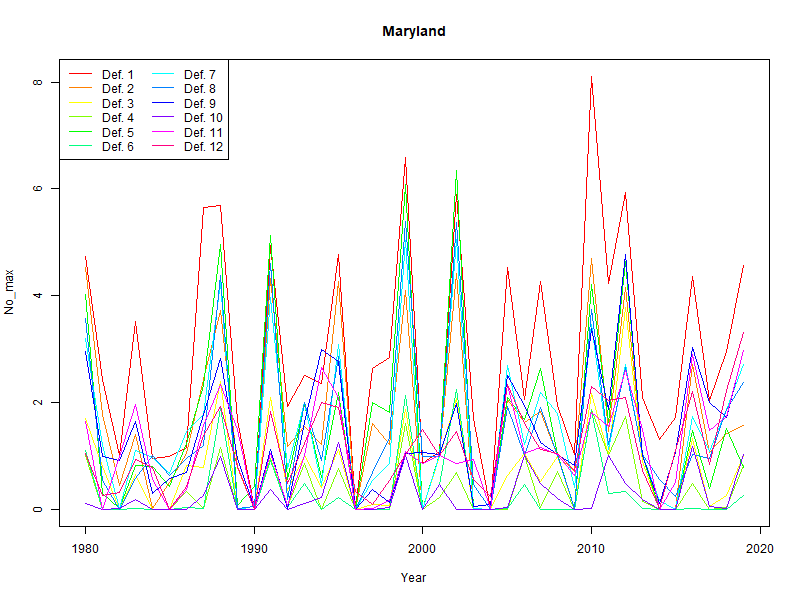 Maryland
Def. 1 Def. 7
Def. 2 Def. 8
Def. 3 Def. 9
Def. 4 Def. 10
Def. 5 Def. 11
Def. 6 Def. 12
No_max
8
6
4
2
0
1980 1990 2000 2010 2020
Year